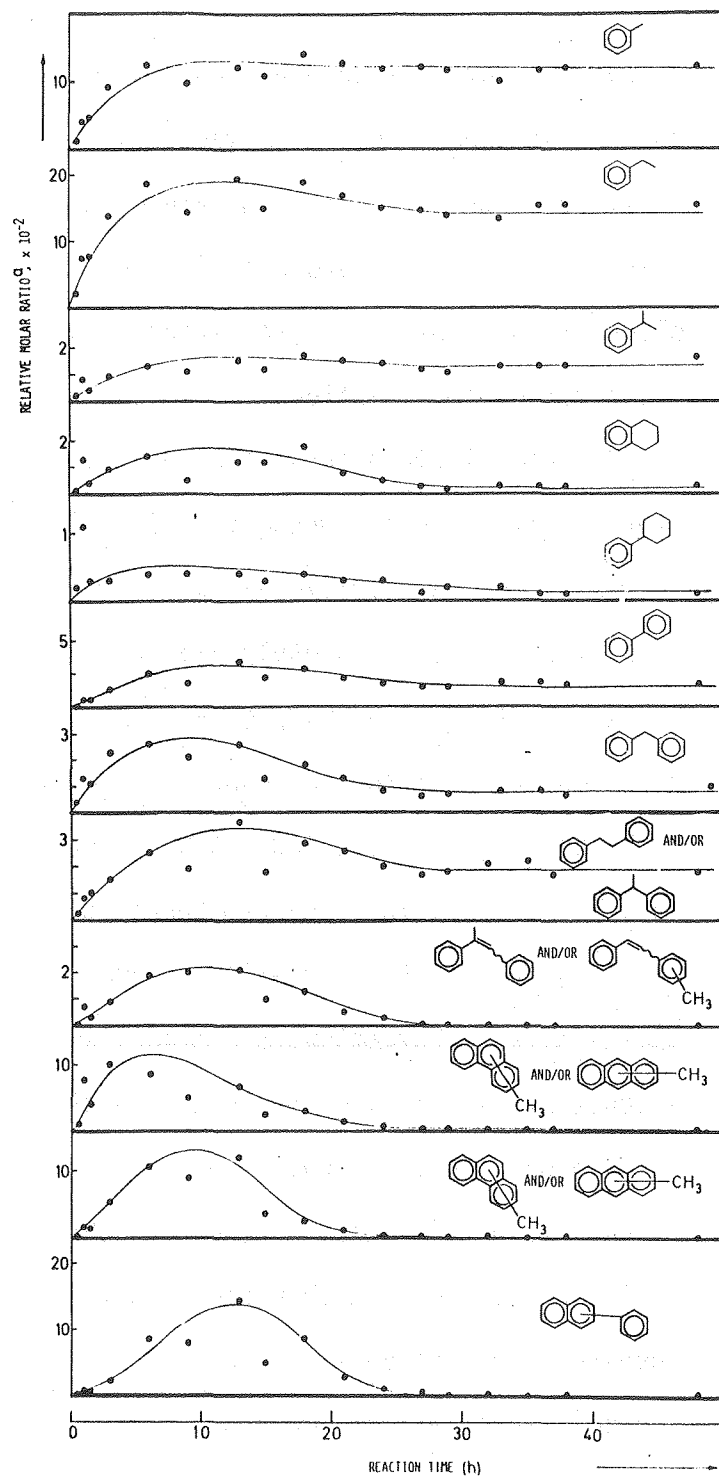 RELATIVE MOLAR RATIOᵃ, x 10⁻²
10
20
10
2
2
1
5
3
3
AND/OR
2
AND/OR
CH₃
10
AND/OR
CH₃
CH₃
10
AND/OR
CH₃
CH₃
20
10
0
10
20
30
40
REACTION TIME (h)